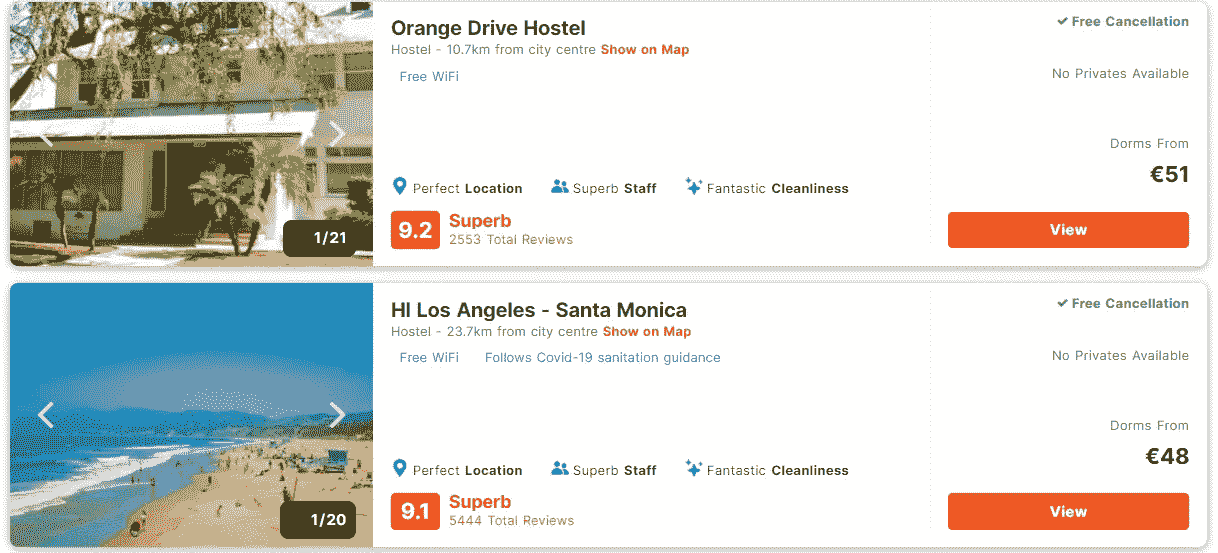 Orange Drive Hostel
Hostel - 10.7km from city centre Show on Map
Free WiFi
Perfect Location Superb Staff Fantastic Cleanliness
9.2 Superb
2553 Total Reviews
1/21
Free Cancellation
No Privates Available
Dorms From
€51
View
HI Los Angeles - Santa Monica
Hostel - 23.7km from city centre Show on Map
Free WiFi Follows Covid-19 sanitation guidance
Perfect Location Superb Staff Fantastic Cleanliness
9.1 Superb
5444 Total Reviews
1/20
Free Cancellation
No Privates Available
Dorms From
€48
View